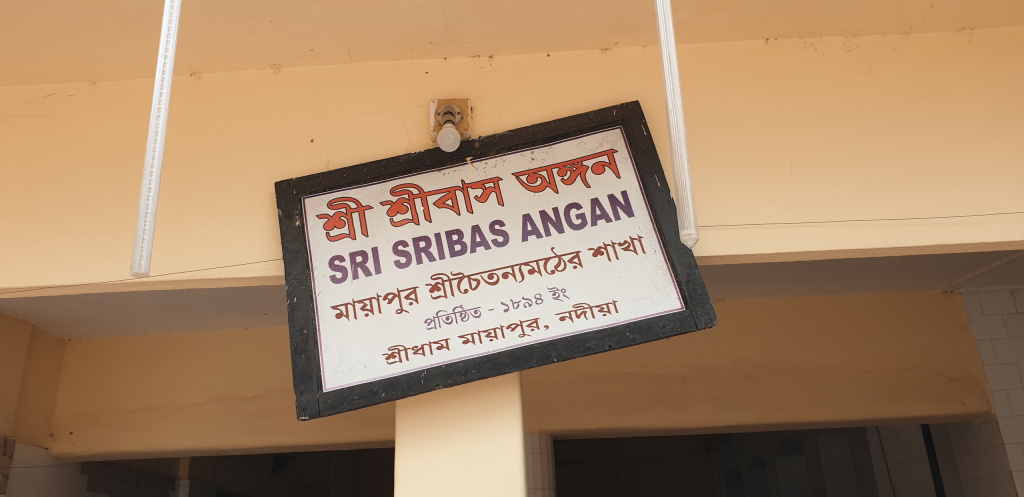 শ্রী শ্রীবাস অঙ্গন
SRI SRIBAS ANGAN
মায়াপুর শ্রীচৈতন্যমঠের শাখা
প্রতিষ্ঠিত - ১৮৯৪ ইং
শ্রীধাম মায়াপুর, নদীয়া